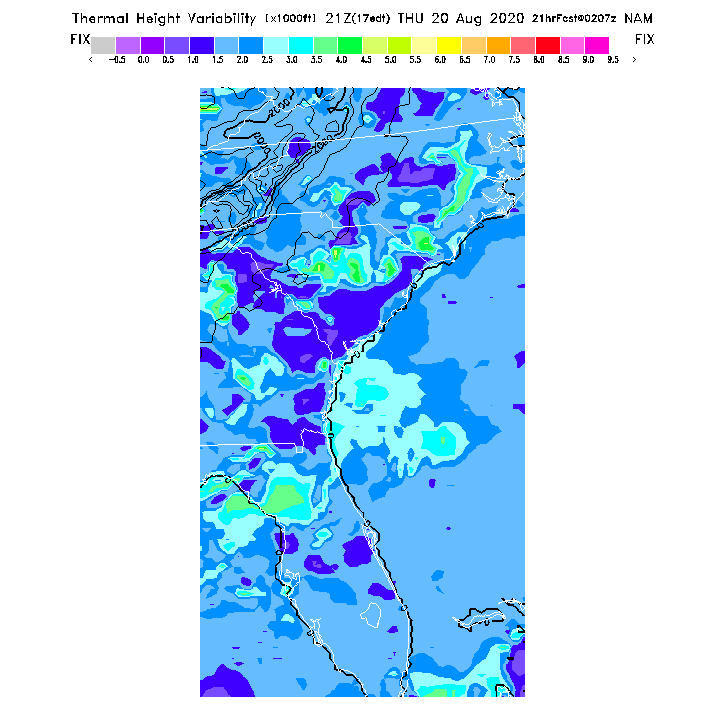 Thermal Height Variability [x1000ft] 21Z(17edt) THU 20 Aug 2020 21hrFcst@0207z NAM
FIX FIX
< -0.5 0.0 0.5 1.0 1.5 2.0 2.5 3.0 3.5 4.0 4.5 5.0 5.5 6.0 6.5 7.0 7.5 8.0 8.5 9.0 9.5 >
2000
2000